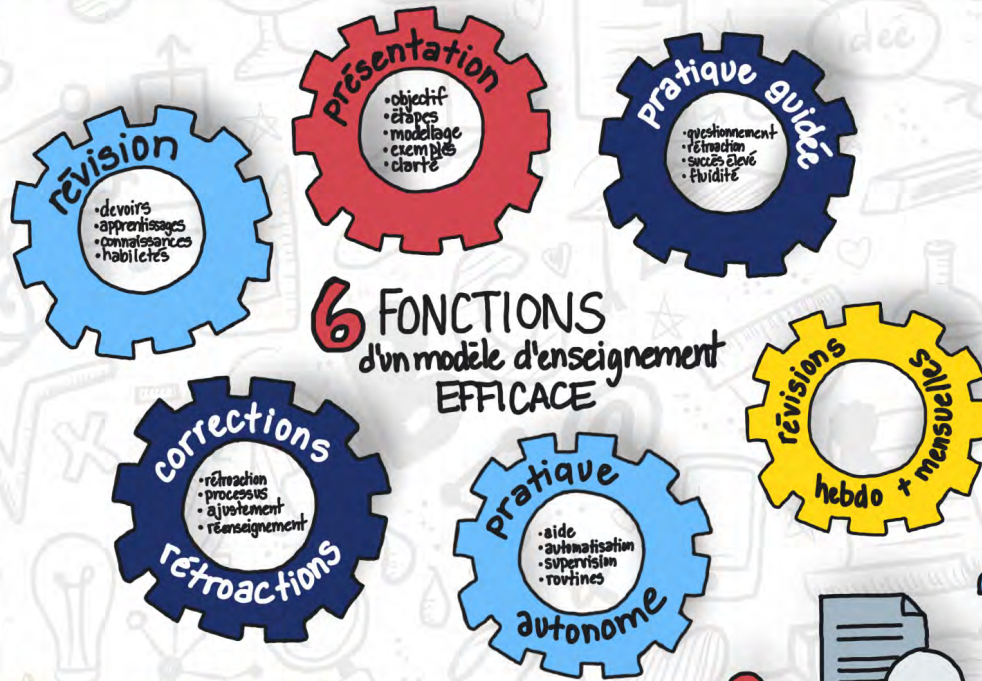 révision
•devoirs
•apprentissages
•connaissances
•habiletés
présentation
•objectif
•étapes
•modelage
•exemples
•clarté
pratique guidée
•questionnement
•rétroaction
•succès élevé
•fluidité
6 FONCTIONS
d'un modèle d'enseignement
EFFICACE
corrections
•rétroaction
•processus
•ajustement
•réenseignement
rétroactions
pratique
•aide
•automatisation
•supervision
•routines
autonome
révisions
hebdo + mensuelles
idée